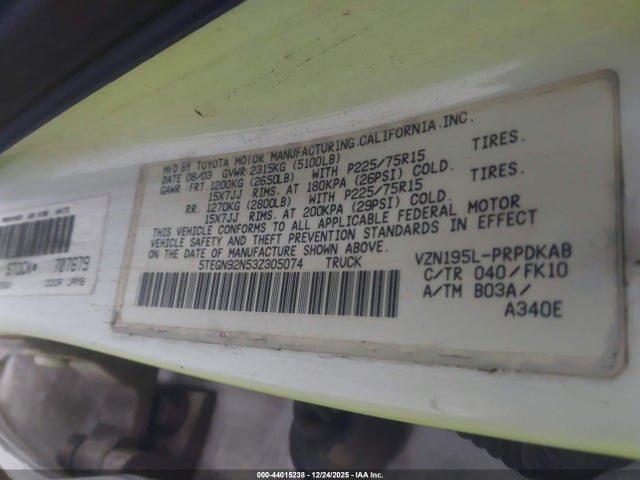 MFD BY TOYOTA MOTOR MANUFACTURING.CALIFORNIA.INC.
DATE 08/03 GVWR 2315KG (5100LB)
GAWR FRT. 1200KG (2650LB) WITH P225/75R15 TIRES.
15X7JJ RIMS. AT 180KPA (26PSI) COLD.
RR. 1270KG (2800LB) WITH P225/75R15 TIRES.
15X7JJ RIMS. AT 200KPA (29PSI) COLD.
THIS VEHICLE CONFORMS TO ALL APPLICABLE FEDERAL MOTOR
VEHICLE SAFETY AND THEFT PREVENTION STANDARDS IN EFFECT
ON THE DATE OF MANUFACTURE SHOWN ABOVE.
5TEGN92N53Z305074 TRUCK
VZN195L-PRPDKAB
C/TR 040/FK10
A/TM B03A/
A340E
STOCK# 707879
DOOR JAMB
000-44015238 - 12/24/2025 - IAA Inc.